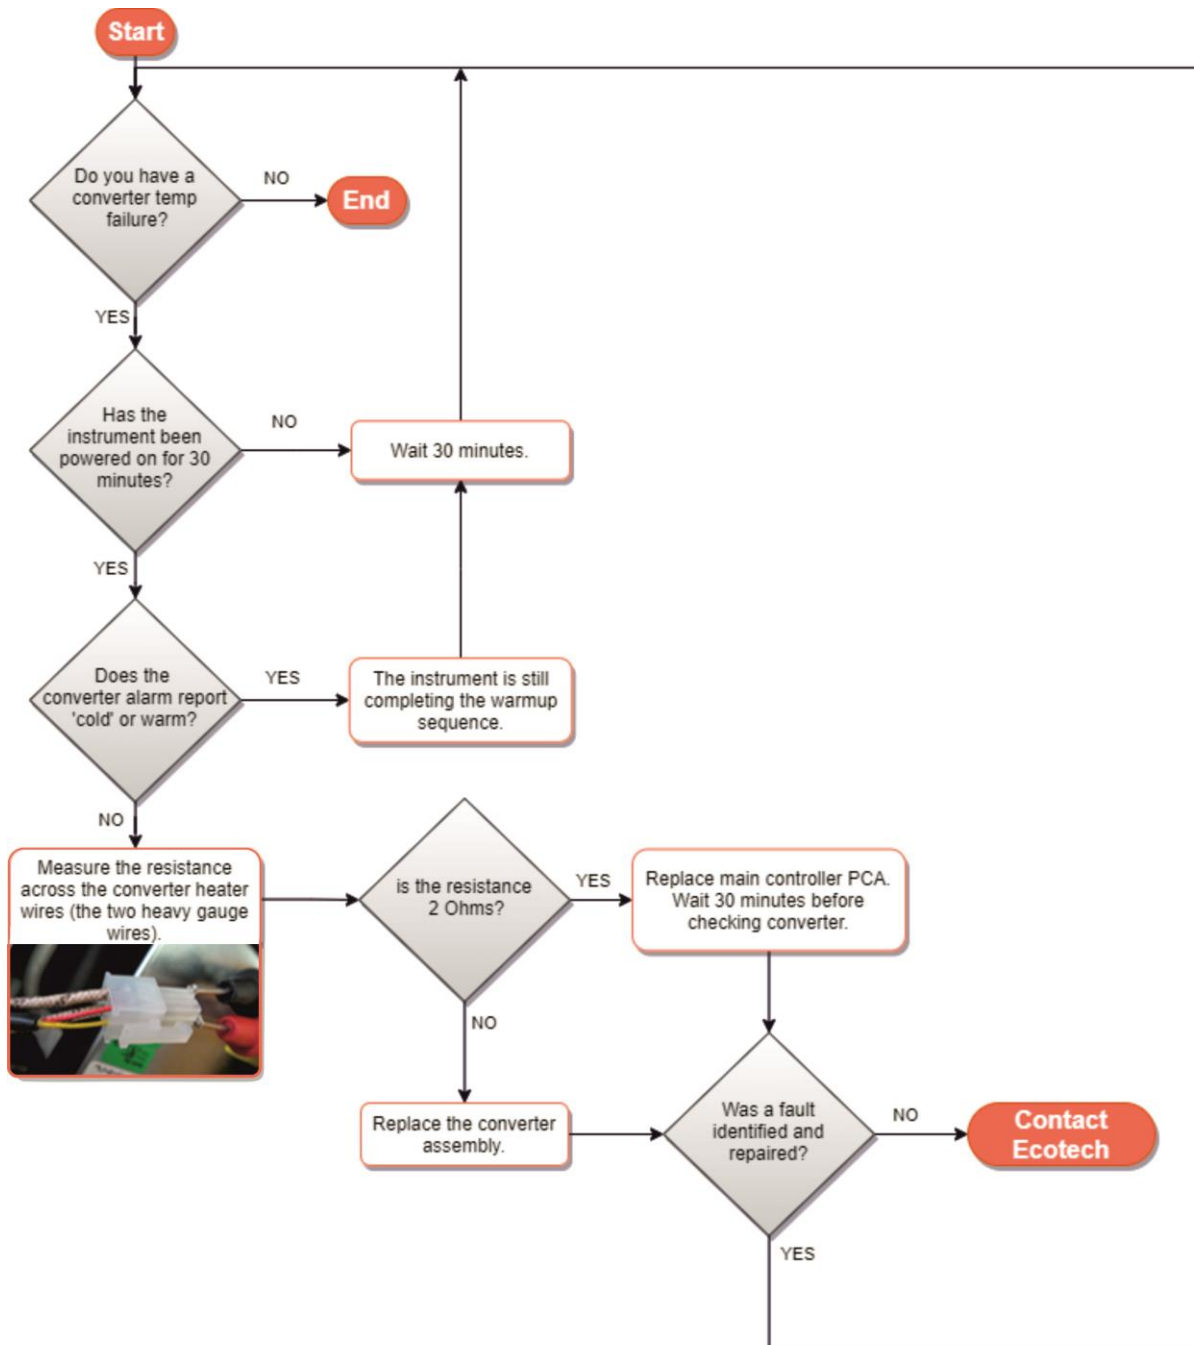 Start
Do you have a
converter temp
failure?
NO
End
YES
Has the
instrument been
powered on for 30
minutes?
NO
Wait 30 minutes.
YES
Does the
converter alarm report
'cold' or warm?
YES
The instrument is still
completing the warmup
sequence.
NO
Measure the resistance
across the converter heater
wires (the two heavy gauge
wires).
is the resistance
2 Ohms?
YES
Replace main controller PCA.
Wait 30 minutes before
checking converter.
NO
Replace the converter
assembly.
Was a fault
identified and
repaired?
NO
Contact
Ecotech
YES